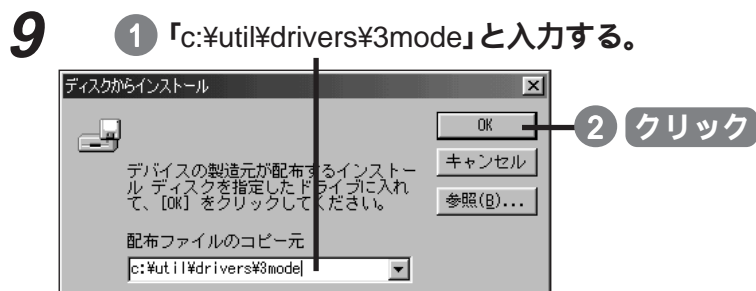 9 1 「c:¥util¥drivers¥3mode」と入力する。
ディスクからインストール
OK
2 クリック
デバイスの製造元が配布するインストー
ル ディスクを指定したドライブに入れ
て、[OK] をクリックしてください。
キャンセル
参照(B)...
配布ファイルのコピー元
c:¥util¥drivers¥3mode